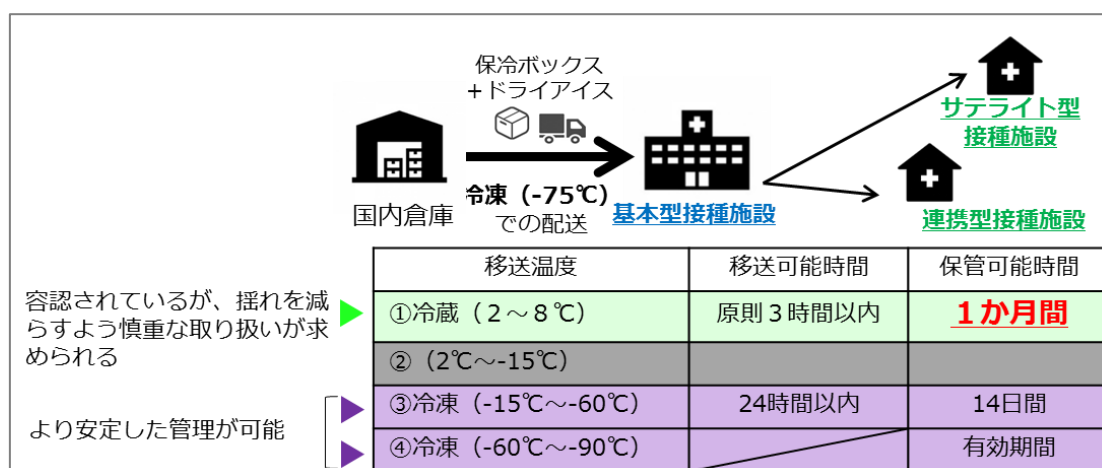 保冷ボックス
＋ドライアイス
サテライト型
接種施設
国内倉庫
冷凍（-75℃）
での配送
基本型接種施設
連携型接種施設
移送温度 移送可能時間 保管可能時間
容認されているが、揺れを減
らすよう慎重な取り扱いが求
められる
①冷蔵（２～８℃） 原則３時間以内 １か月間
②（2℃～-15℃）
③冷凍（-15℃～-60℃） 24時間以内 14日間
より安定した管理が可能
④冷凍（-60℃～-90℃） 有効期間